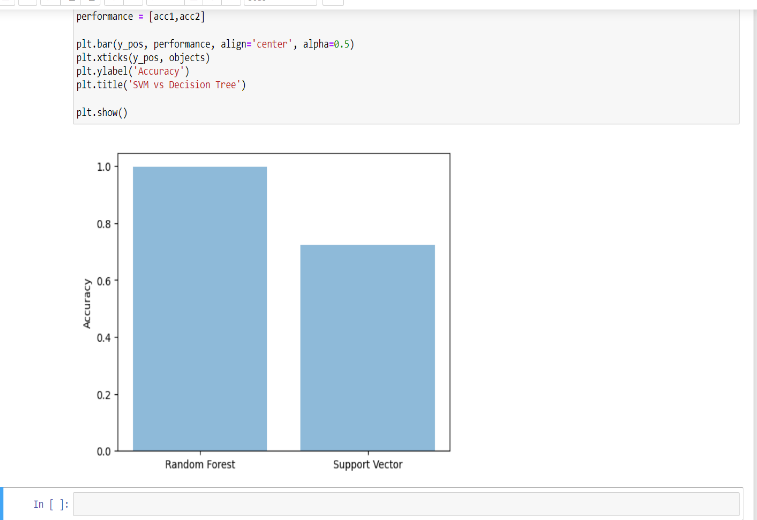 performance = [acc1,acc2]
plt.bar(y_pos, performance, align='center', alpha=0.5)
plt.xticks(y_pos, objects)
plt.ylabel('Accuracy')
plt.title('SVM vs Decision Tree')
plt.show()
1.0
0.8
0.6
0.4
0.2
0.0
Accuracy
Random Forest
Support Vector
In [ ]: